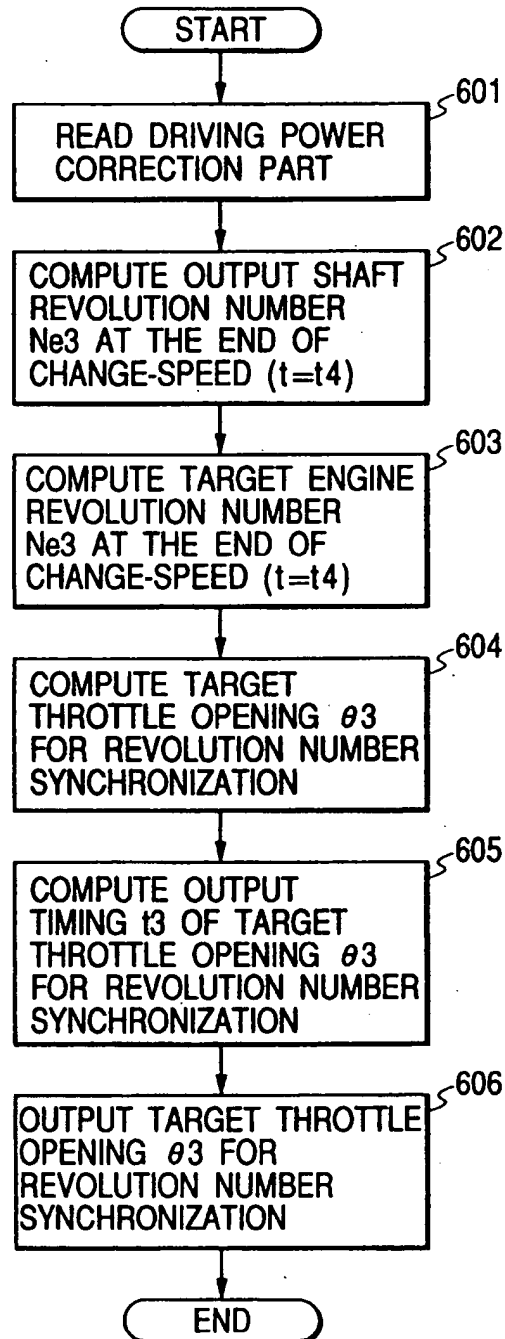 START
601
READ DRIVING POWER
CORRECTION PART
602
COMPUTE OUTPUT SHAFT
REVOLUTION NUMBER
Ne3 AT THE END OF
CHANGE-SPEED (t=t4)
603
COMPUTE TARGET ENGINE
REVOLUTION NUMBER
Ne3 AT THE END OF
CHANGE-SPEED (t=t4)
604
COMPUTE TARGET
THROTTLE OPENING θ3
FOR REVOLUTION NUMBER
SYNCHRONIZATION
605
COMPUTE OUTPUT
TIMING t3 OF TARGET
THROTTLE OPENING θ3
FOR REVOLUTION NUMBER
SYNCHRONIZATION
606
OUTPUT TARGET THROTTLE
OPENING θ3 FOR
REVOLUTION NUMBER
SYNCHRONIZATION
END